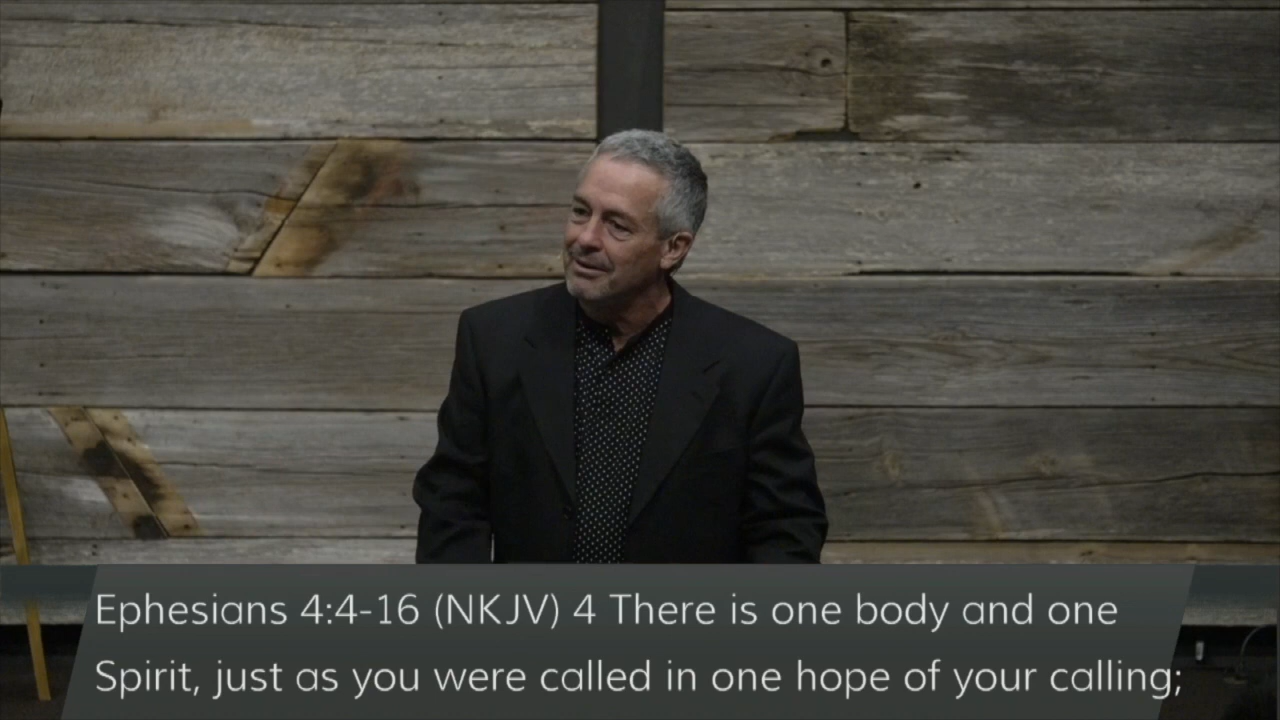 Ephesians 4:4-16 (NKJV) 4 There is one body and one
Spirit, just as you were called in one hope of your calling;